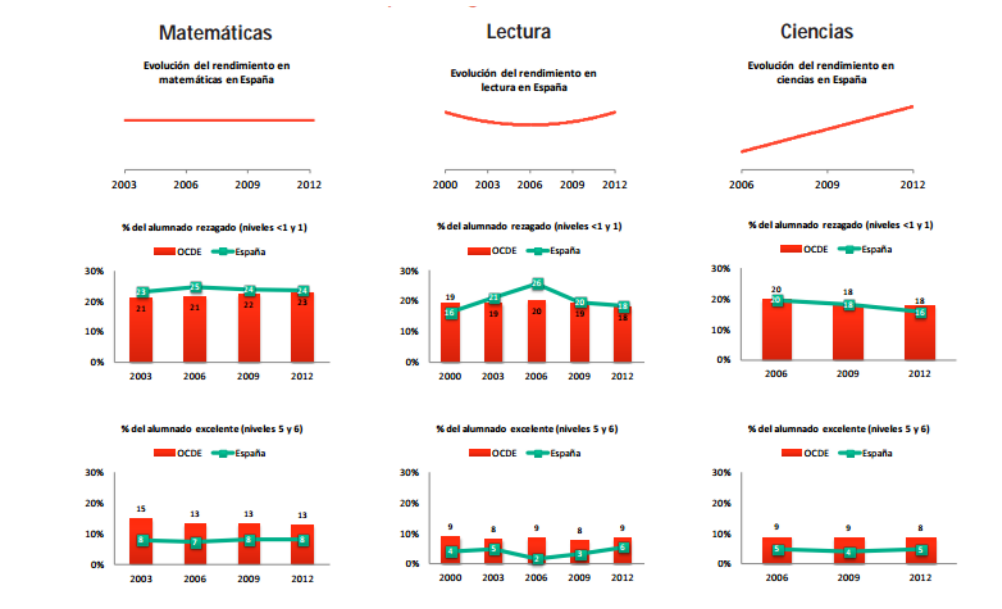 Matemáticas
Lectura
Ciencias
Evolución del rendimiento en
matemáticas en España
Evolución del rendimiento en
lectura en España
Evolución del rendimiento en
ciencias en España
2003 2006 2009 2012
2000 2003 2006 2009 2012
2006 2009 2012
% del alumnado rezagado (niveles <1 y 1)
OCDE España
30%
20%
10%
0%
23 25 24 24
21 21 22 23
2003 2006 2009 2012
% del alumnado rezagado (niveles <1 y 1)
OCDE España
30%
20%
10%
0%
19 19 20 19 18
16 21 26 20 18
2000 2003 2006 2009 2012
% del alumnado rezagado (niveles <1 y 1)
OCDE España
30%
20%
10%
0%
20 18 18
20 18 16
2006 2009 2012
% del alumnado excelente (niveles 5 y 6)
OCDE España
30%
20%
10%
0%
15 13 13 13
8 7 8 8
2003 2006 2009 2012
% del alumnado excelente (niveles 5 y 6)
OCDE España
30%
20%
10%
0%
9 8 9 8 9
4 5 2 3 6
2000 2003 2006 2009 2012
% del alumnado excelente (niveles 5 y 6)
OCDE España
30%
20%
10%
0%
9 9 8
5 4 5
2006 2009 2012